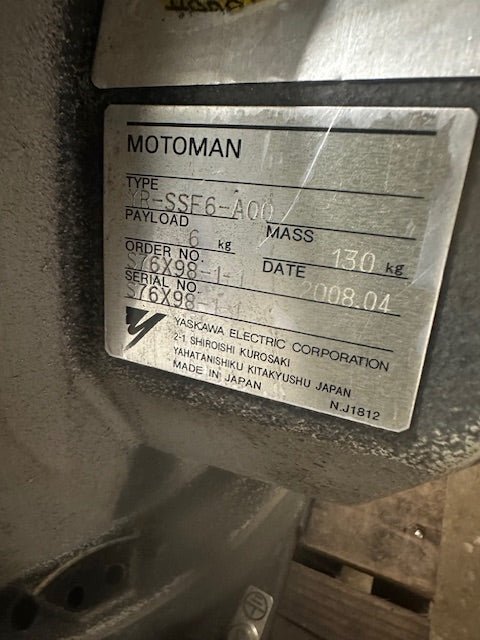 MOTOMAN
TYPE YR-SSF6-A00
PAYLOAD 6 kg MASS 130 kg
ORDER NO. S76X98-1-1 DATE 2008.04
SERIAL NO. S76X98-1-1
YASKAWA ELECTRIC CORPORATION
2-1 SHIROISHI KUROSAKI
YAHATANISHIKU KITAKYUSHU JAPAN
MADE IN JAPAN
N.J1812